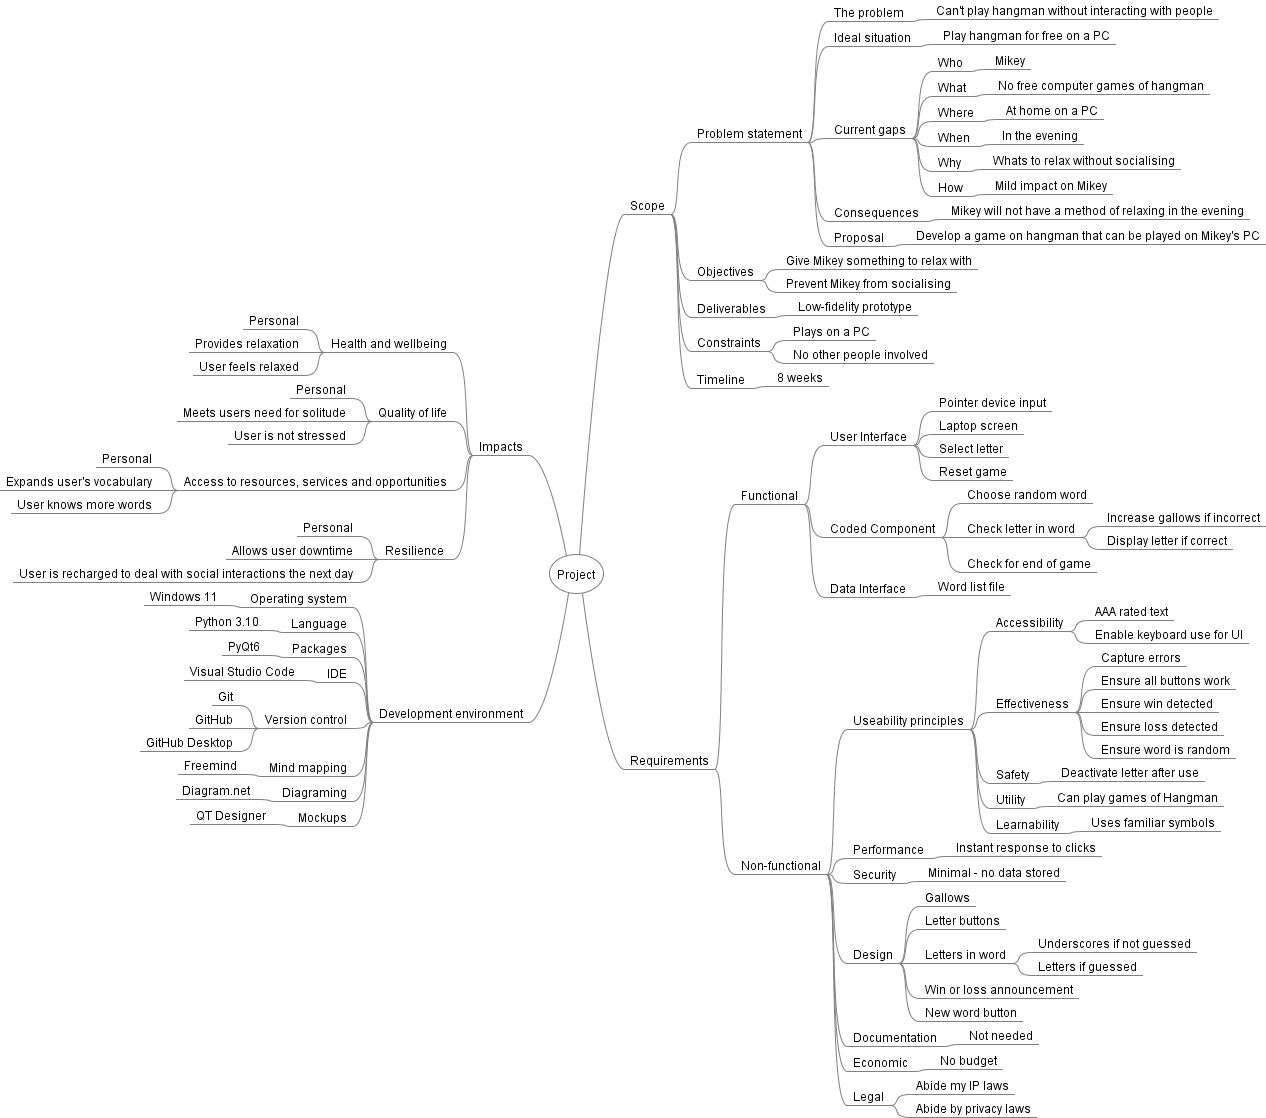 Project
Scope
Problem statement
The problem
Can't play hangman without interacting with people
Ideal situation
Play hangman for free on a PC
Current gaps
Who
Mikey
What
No free computer games of hangman
Where
At home on a PC
When
In the evening
Why
Whats to relax without socialising
How
Mild impact on Mikey
Consequences
Mikey will not have a method of relaxing in the evening
Proposal
Develop a game on hangman that can be played on Mikey's PC
Objectives
Give Mikey something to relax with
Prevent Mikey from socialising
Deliverables
Low-fidelity prototype
Constraints
Plays on a PC
No other people involved
Timeline
8 weeks
Requirements
Functional
User Interface
Pointer device input
Laptop screen
Select letter
Reset game
Coded Component
Choose random word
Check letter in word
Increase gallows if incorrect
Display letter if correct
Check for end of game
Data Interface
Word list file
Non-functional
Useability principles
Accessibility
AAA rated text
Enable keyboard use for UI
Effectiveness
Capture errors
Ensure all buttons work
Ensure win detected
Ensure loss detected
Ensure word is random
Safety
Deactivate letter after use
Utility
Can play games of Hangman
Learnability
Uses familiar symbols
Performance
Instant response to clicks
Security
Minimal - no data stored
Design
Gallows
Letter buttons
Letters in word
Underscores if not guessed
Letters if guessed
Win or loss announcement
New word button
Documentation
Not needed
Economic
No budget
Legal
Abide my IP laws
Abide by privacy laws
Impacts
Health and wellbeing
Personal
Provides relaxation
User feels relaxed
Quality of life
Personal
Meets users need for solitude
User is not stressed
Access to resources, services and opportunities
Personal
Expands user's vocabulary
User knows more words
Resilience
Personal
Allows user downtime
User is recharged to deal with social interactions the next day
Development environment
Operating system
Windows 11
Language
Python 3.10
Packages
PyQt6
IDE
Visual Studio Code
Version control
Git
GitHub
GitHub Desktop
Mind mapping
Freemind
Diagraming
Diagram.net
Mockups
QT Designer